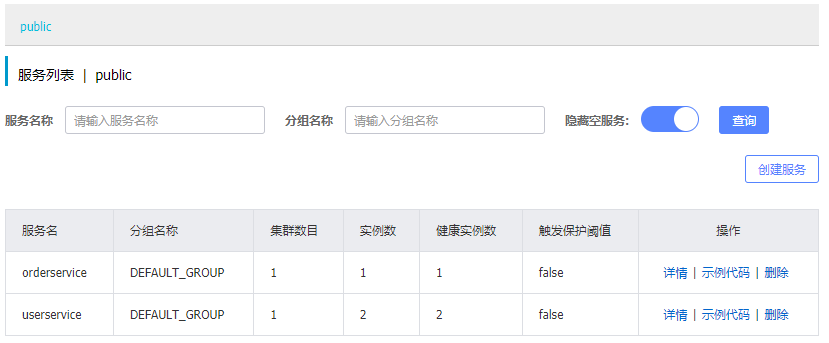 public
服务列表 | public
服务名称 请输入服务名称 分组名称 请输入分组名称 隐藏空服务: 查询
创建服务
服务名 分组名称 集群数目 实例数 健康实例数 触发保护阈值 操作
orderservice DEFAULT_GROUP 1 1 1 false 详情 | 示例代码 | 删除
userservice DEFAULT_GROUP 1 2 2 false 详情 | 示例代码 | 删除